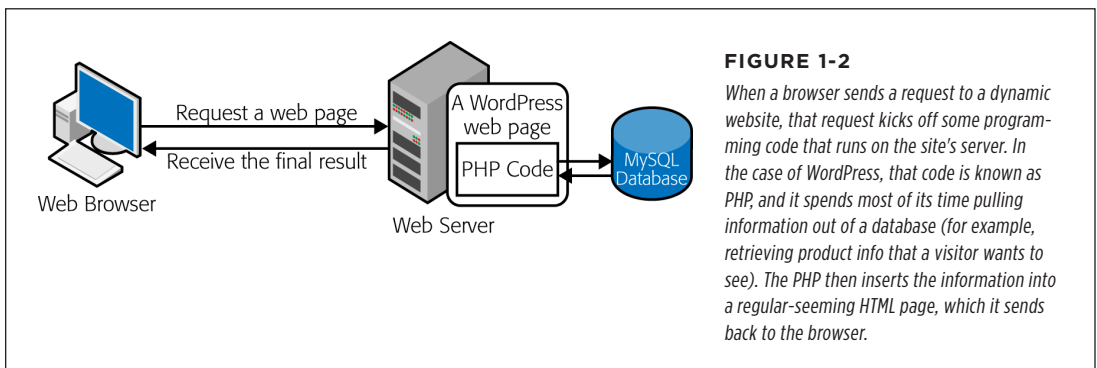 Request a web page
Receive the final result
Web Browser
Web Server
A WordPress
web page
PHP Code
MySQL
Database
FIGURE 1-2
When a browser sends a request to a dynamic
website, that request kicks off some program-
ming code that runs on the site's server. In
the case of WordPress, that code is known as
PHP, and it spends most of its time pulling
information out of a database (for example,
retrieving product info that a visitor wants to
see). The PHP then inserts the information into
a regular-seeming HTML page, which it sends
back to the browser.